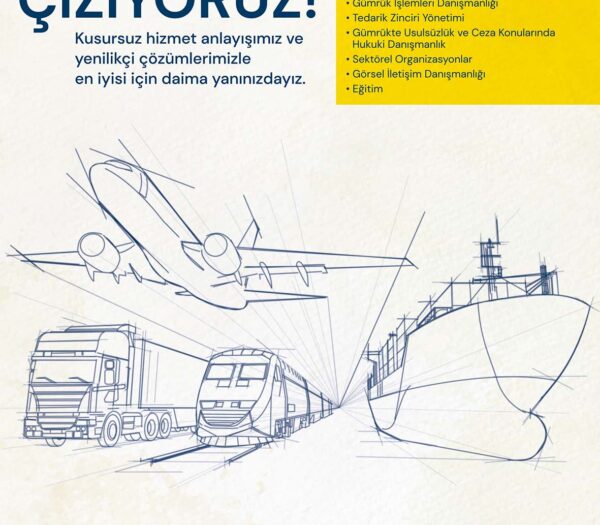 ÇİZİYORUZ!
Kusursuz hizmet anlayışımız ve
yenilikçi çözümlerimizle
en iyisi için daima yanınızdayız.
• Gümrük İşlemleri Danışmanlığı
• Tedarik Zinciri Yönetimi
• Gümrükte Usulsüzlük ve Ceza Konularında
Hukuki Danışmanlık
• Sektörel Organizasyonlar
• Görsel İletişim Danışmanlığı
• Eğitim